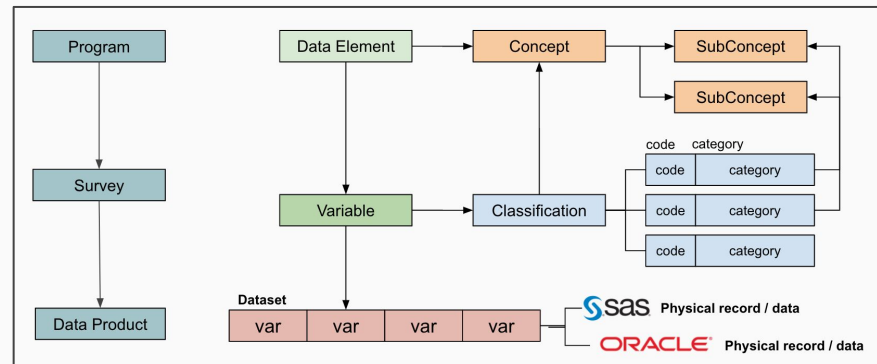 Program
Data Element
Concept
SubConcept
SubConcept
code category
code category
Survey
Variable
Classification
code category
code category
Dataset
var var var var
sas Physical record / data
Data Product
ORACLE Physical record / data